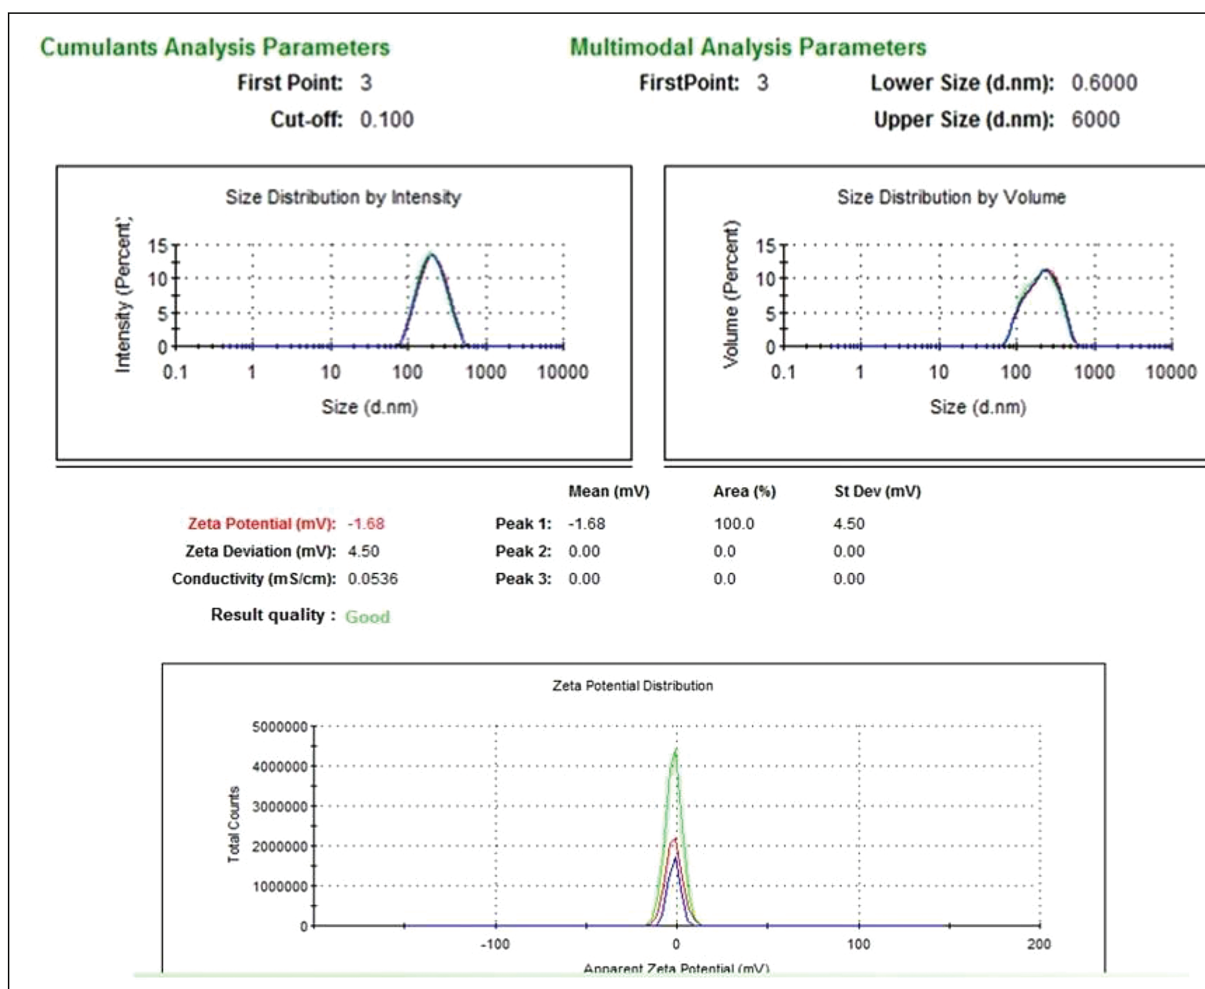 Cumulants Analysis Parameters
First Point: 3
Cut-off: 0.100
Multimodal Analysis Parameters
FirstPoint: 3 Lower Size (d.nm): 0.6000
Upper Size (d.nm): 6000
Size Distribution by Intensity
Intensity (Percent)
15
10
5
0
0.1 1 10 100 1000 10000
Size (d.nm)
Size Distribution by Volume
Volume (Percent)
15
10
5
0
0.1 1 10 100 1000 10000
Size (d.nm)
Mean (mV) Area (%) St Dev (mV)
Zeta Potential (mV): -1.68 Peak 1: -1.68 100.0 4.50
Zeta Deviation (mV): 4.50 Peak 2: 0.00 0.0 0.00
Conductivity (mS/cm): 0.0536 Peak 3: 0.00 0.0 0.00
Result quality : Good
Zeta Potential Distribution
Total Counts
5000000
4000000
3000000
2000000
1000000
0
-100 0 100 200
Apparent Zeta Potential (mV)